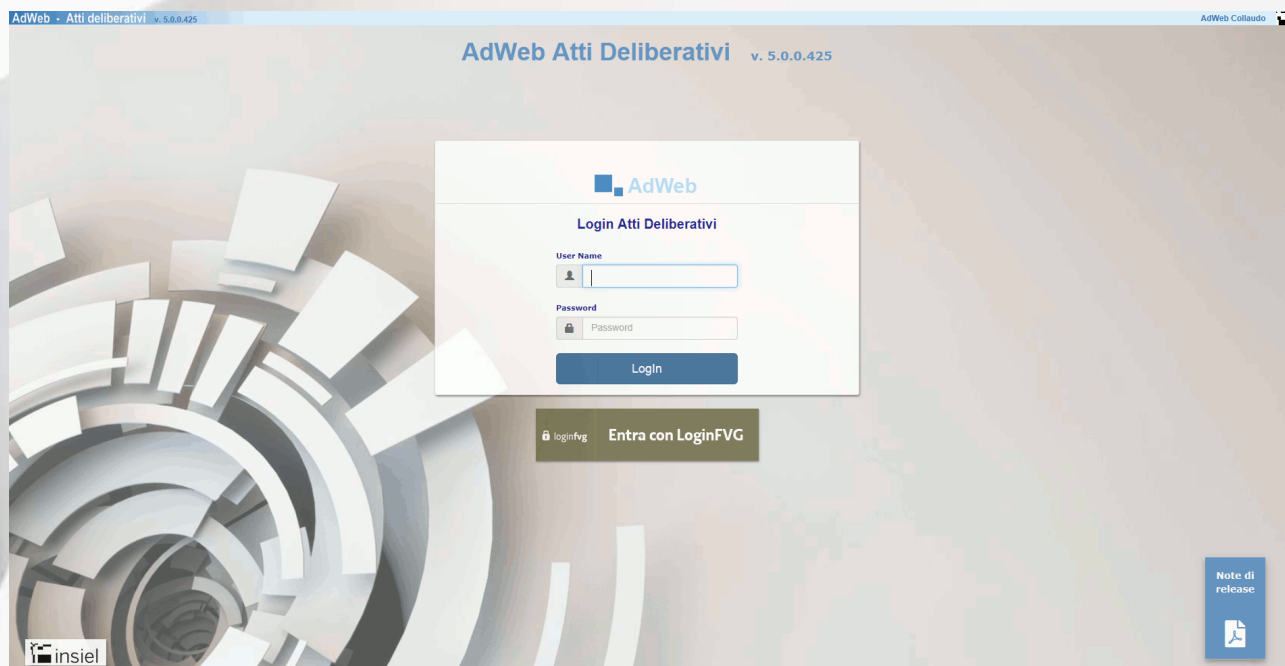 AdWeb - Atti deliberativi v. 5.0.0.425
AdWeb Collaudo
AdWeb Atti Deliberativi v. 5.0.0.425
AdWeb
Login Atti Deliberativi
User Name
Password
Password
LogIn
loginfvg Entra con LoginFVG
Note di
release
insiel